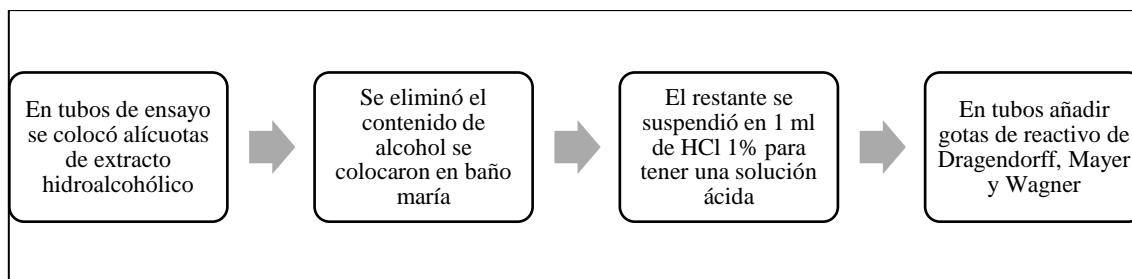 En tubos de ensayo
se colocó alícuotas
de extracto
hidroalcohólico
Se eliminó el
contenido de
alcohol se
colocaron en baño
maría
El restante se
suspendió en 1 ml
de HCl 1% para
tener una solución
ácida
En tubos añadir
gotas de reactivo de
Dragendorff, Mayer
y Wagner